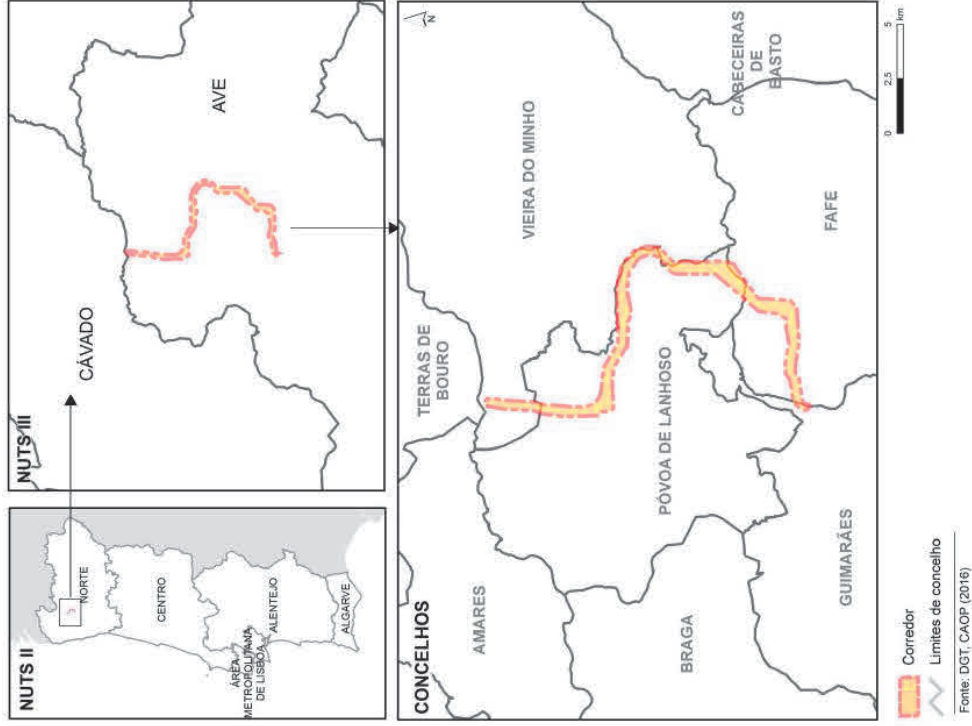 NUTS II
NORTE
CENTRO
ÁREA
METROPOLITANA
DE LISBOA
ALENTEJO
ALGARVE
NUTS III
CÁVADO
AVE
CONCELHOS
N
TERRAS DE
BOURO
AMARES
VIEIRA DO MINHO
BRAGA
PÓVOA DE LANHOSO
CABECEIRAS
DE
BASTO
GUIMARÃES
FAFE
0 2,5 5
km
Corredor
Limites de concelho
Fonte: DGT, CAOP (2016)